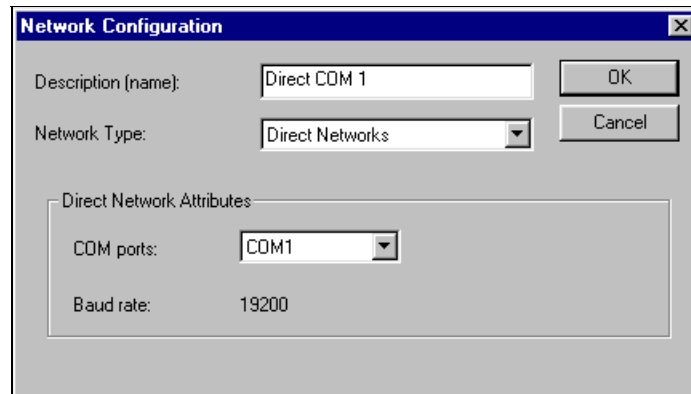 Network Configuration
Description (name): Direct COM 1 OK
Network Type: Direct Networks Cancel
Direct Network Attributes
COM ports: COM1
Baud rate: 19200